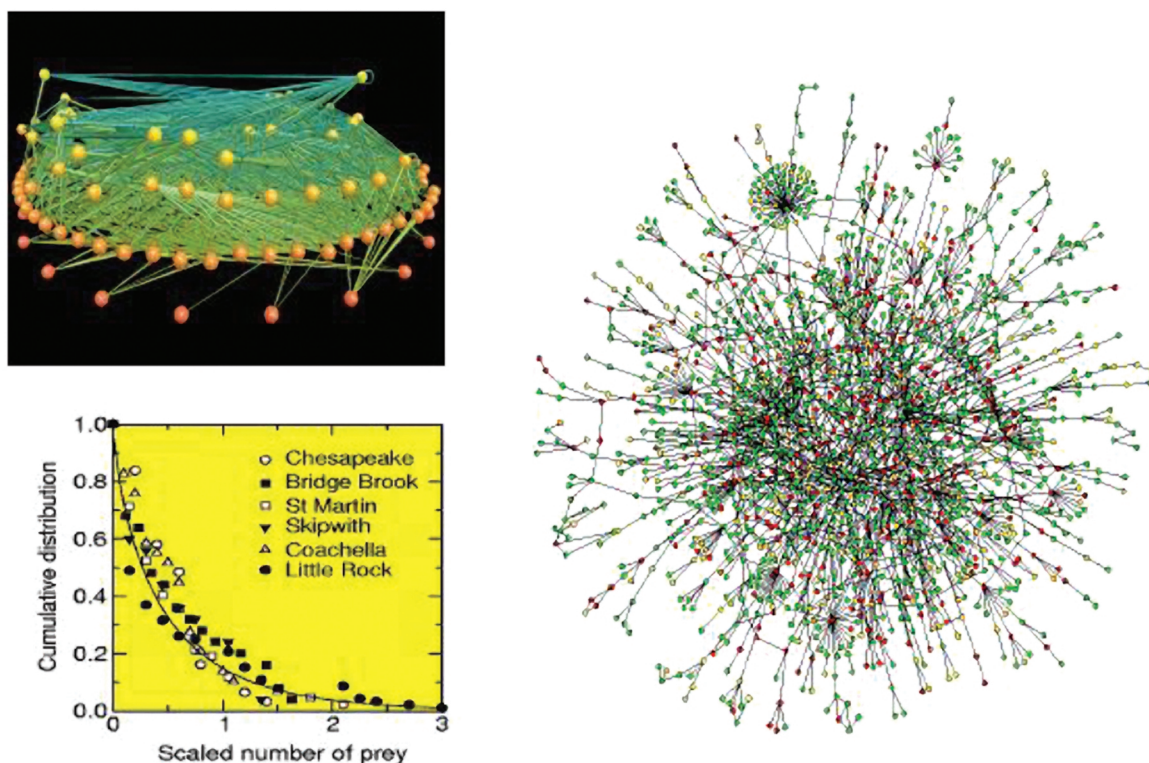 1.0
0.8
0.6
0.4
0.2
0.0
Cumulative distribution
Chesapeake
Bridge Brook
St Martin
Skipwith
Coachella
Little Rock
0 1 2 3
Scaled number of prey